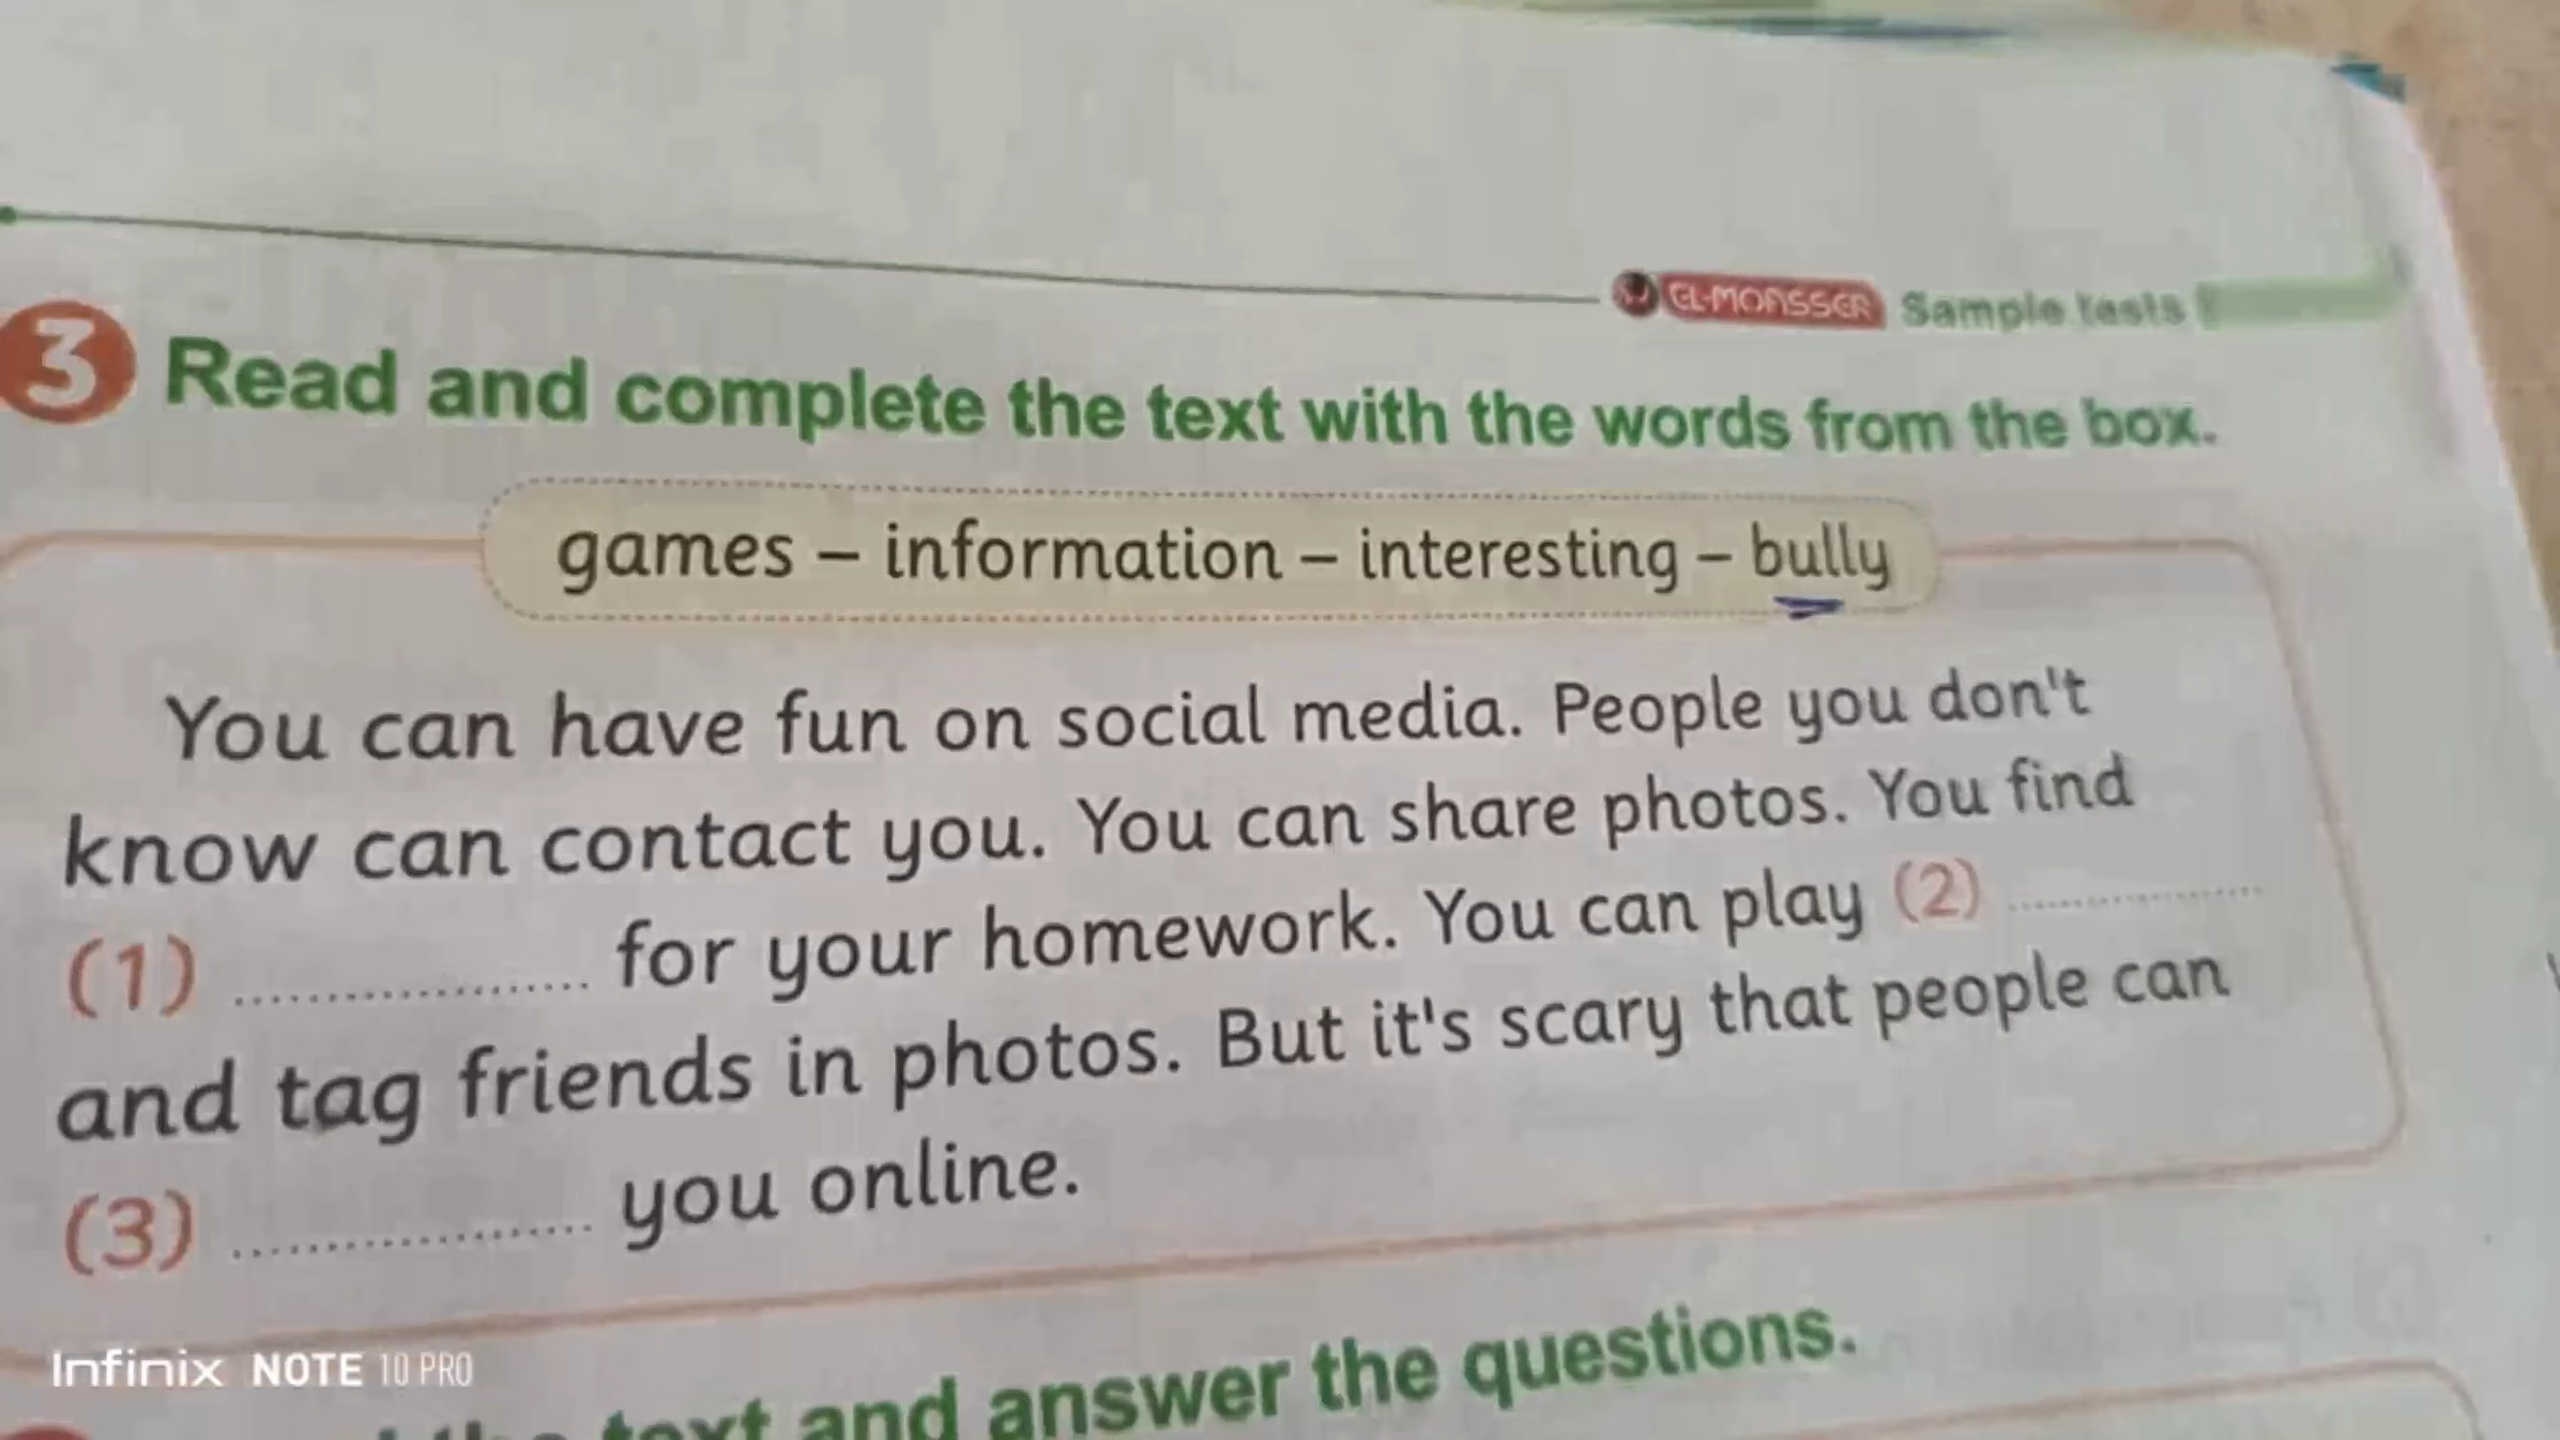 EL-MOASSER Sample tests
3 Read and complete the text with the words from the box.
games – information – interesting – bully
You can have fun on social media. People you don't
know can contact you. You can share photos. You find
(1) .................... for your homework. You can play (2) ....................
and tag friends in photos. But it's scary that people can
(3) .................... you online.
text and answer the questions.
Infinix NOTE 10 PRO